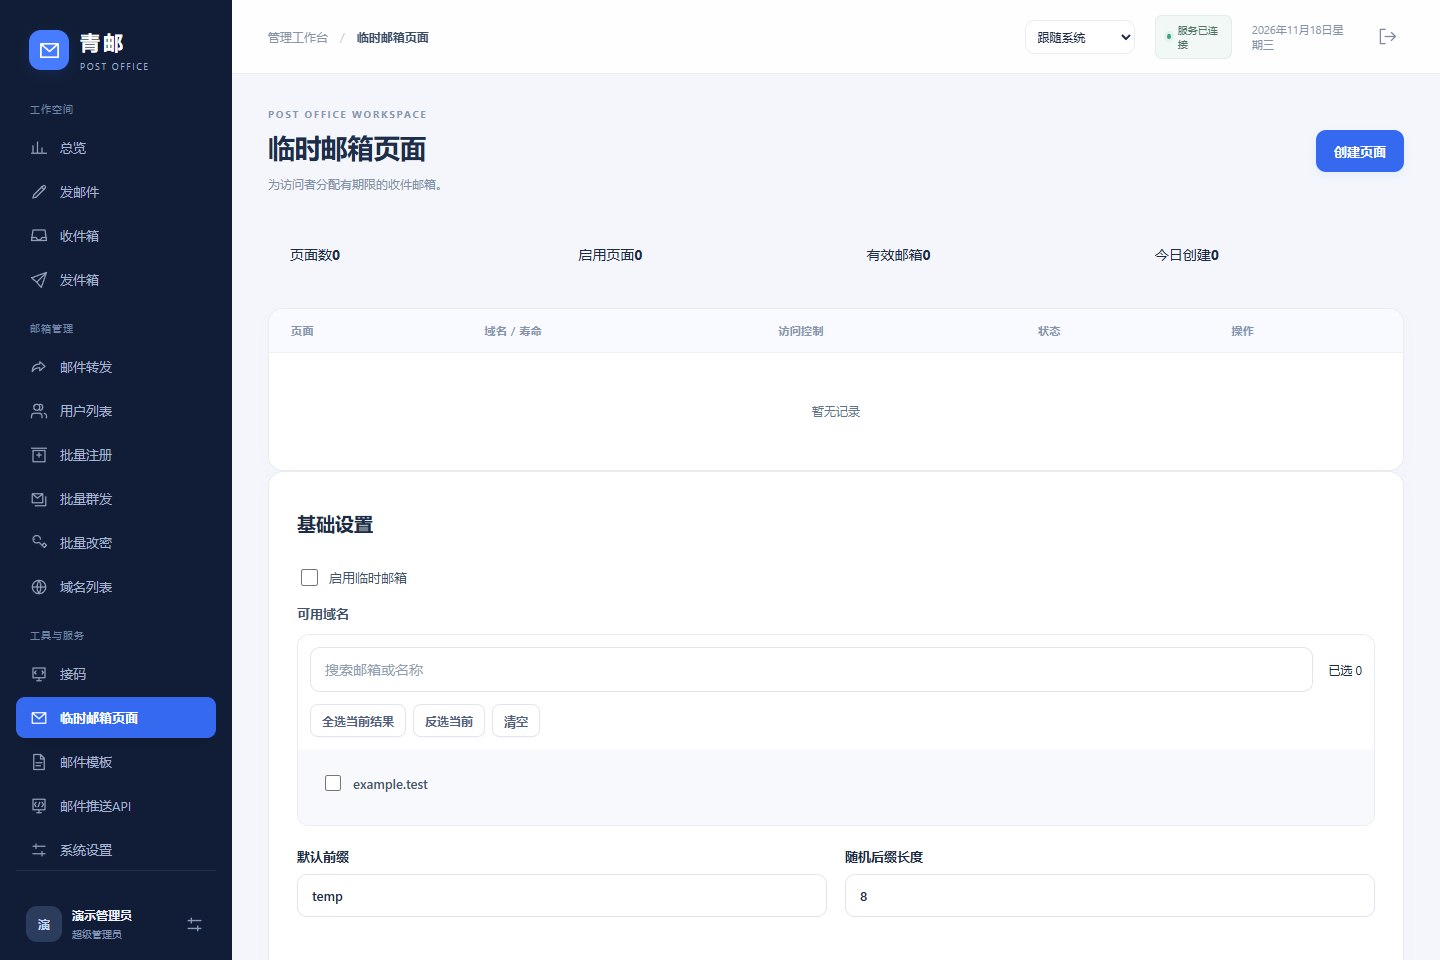 青邮
POST OFFICE
工作空间
总览
发邮件
收件箱
发件箱
邮箱管理
邮件转发
用户列表
批量注册
批量群发
批量改密
域名列表
工具与服务
接码
临时邮箱页面
邮件模板
邮件推送API
系统设置
演
演示管理员
超级管理员
管理工作台 / 临时邮箱页面
跟随系统
服务已连
接
2026年11月18日星
期三
POST OFFICE WORKSPACE
临时邮箱页面
为访问者分配有期限的收件邮箱。
创建页面
页面数0 启用页面0 有效邮箱0 今日创建0
页面 域名 / 寿命 访问控制 状态 操作
暂无记录
基础设置
启用临时邮箱
可用域名
搜索邮箱或名称
已选 0
全选当前结果 反选当前 清空
example.test
默认前缀 随机后缀长度
temp 8